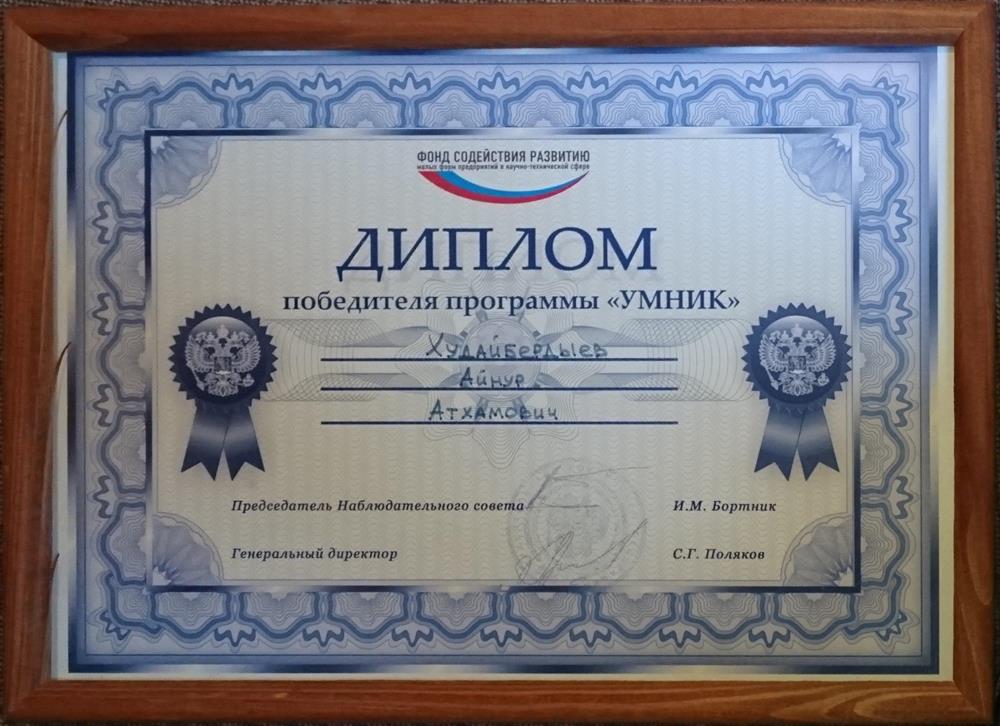 ФОНД СОДЕЙСТВИЯ РАЗВИТИЮ
малых форм предприятий в научно-технической сфере
ДИПЛОМ
победителя программы «УМНИК»
Худайбердыев
Айнур
Атхамович
Председатель Наблюдательного совета И.М. Бортник
Генеральный директор С.Г. Поляков